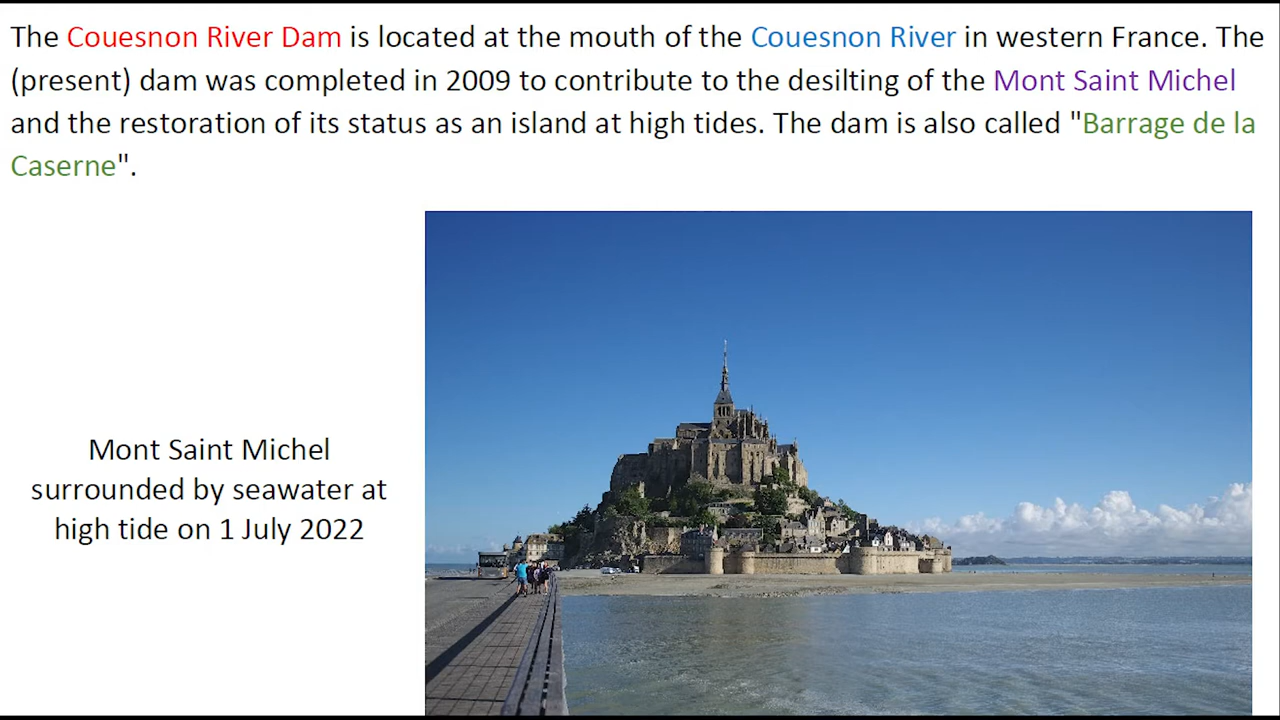 The Couesnon River Dam is located at the mouth of the Couesnon River in western France. The
(present) dam was completed in 2009 to contribute to the desilting of the Mont Saint Michel
and the restoration of its status as an island at high tides. The dam is also called "Barrage de la
Caserne".
Mont Saint Michel
surrounded by seawater at
high tide on 1 July 2022